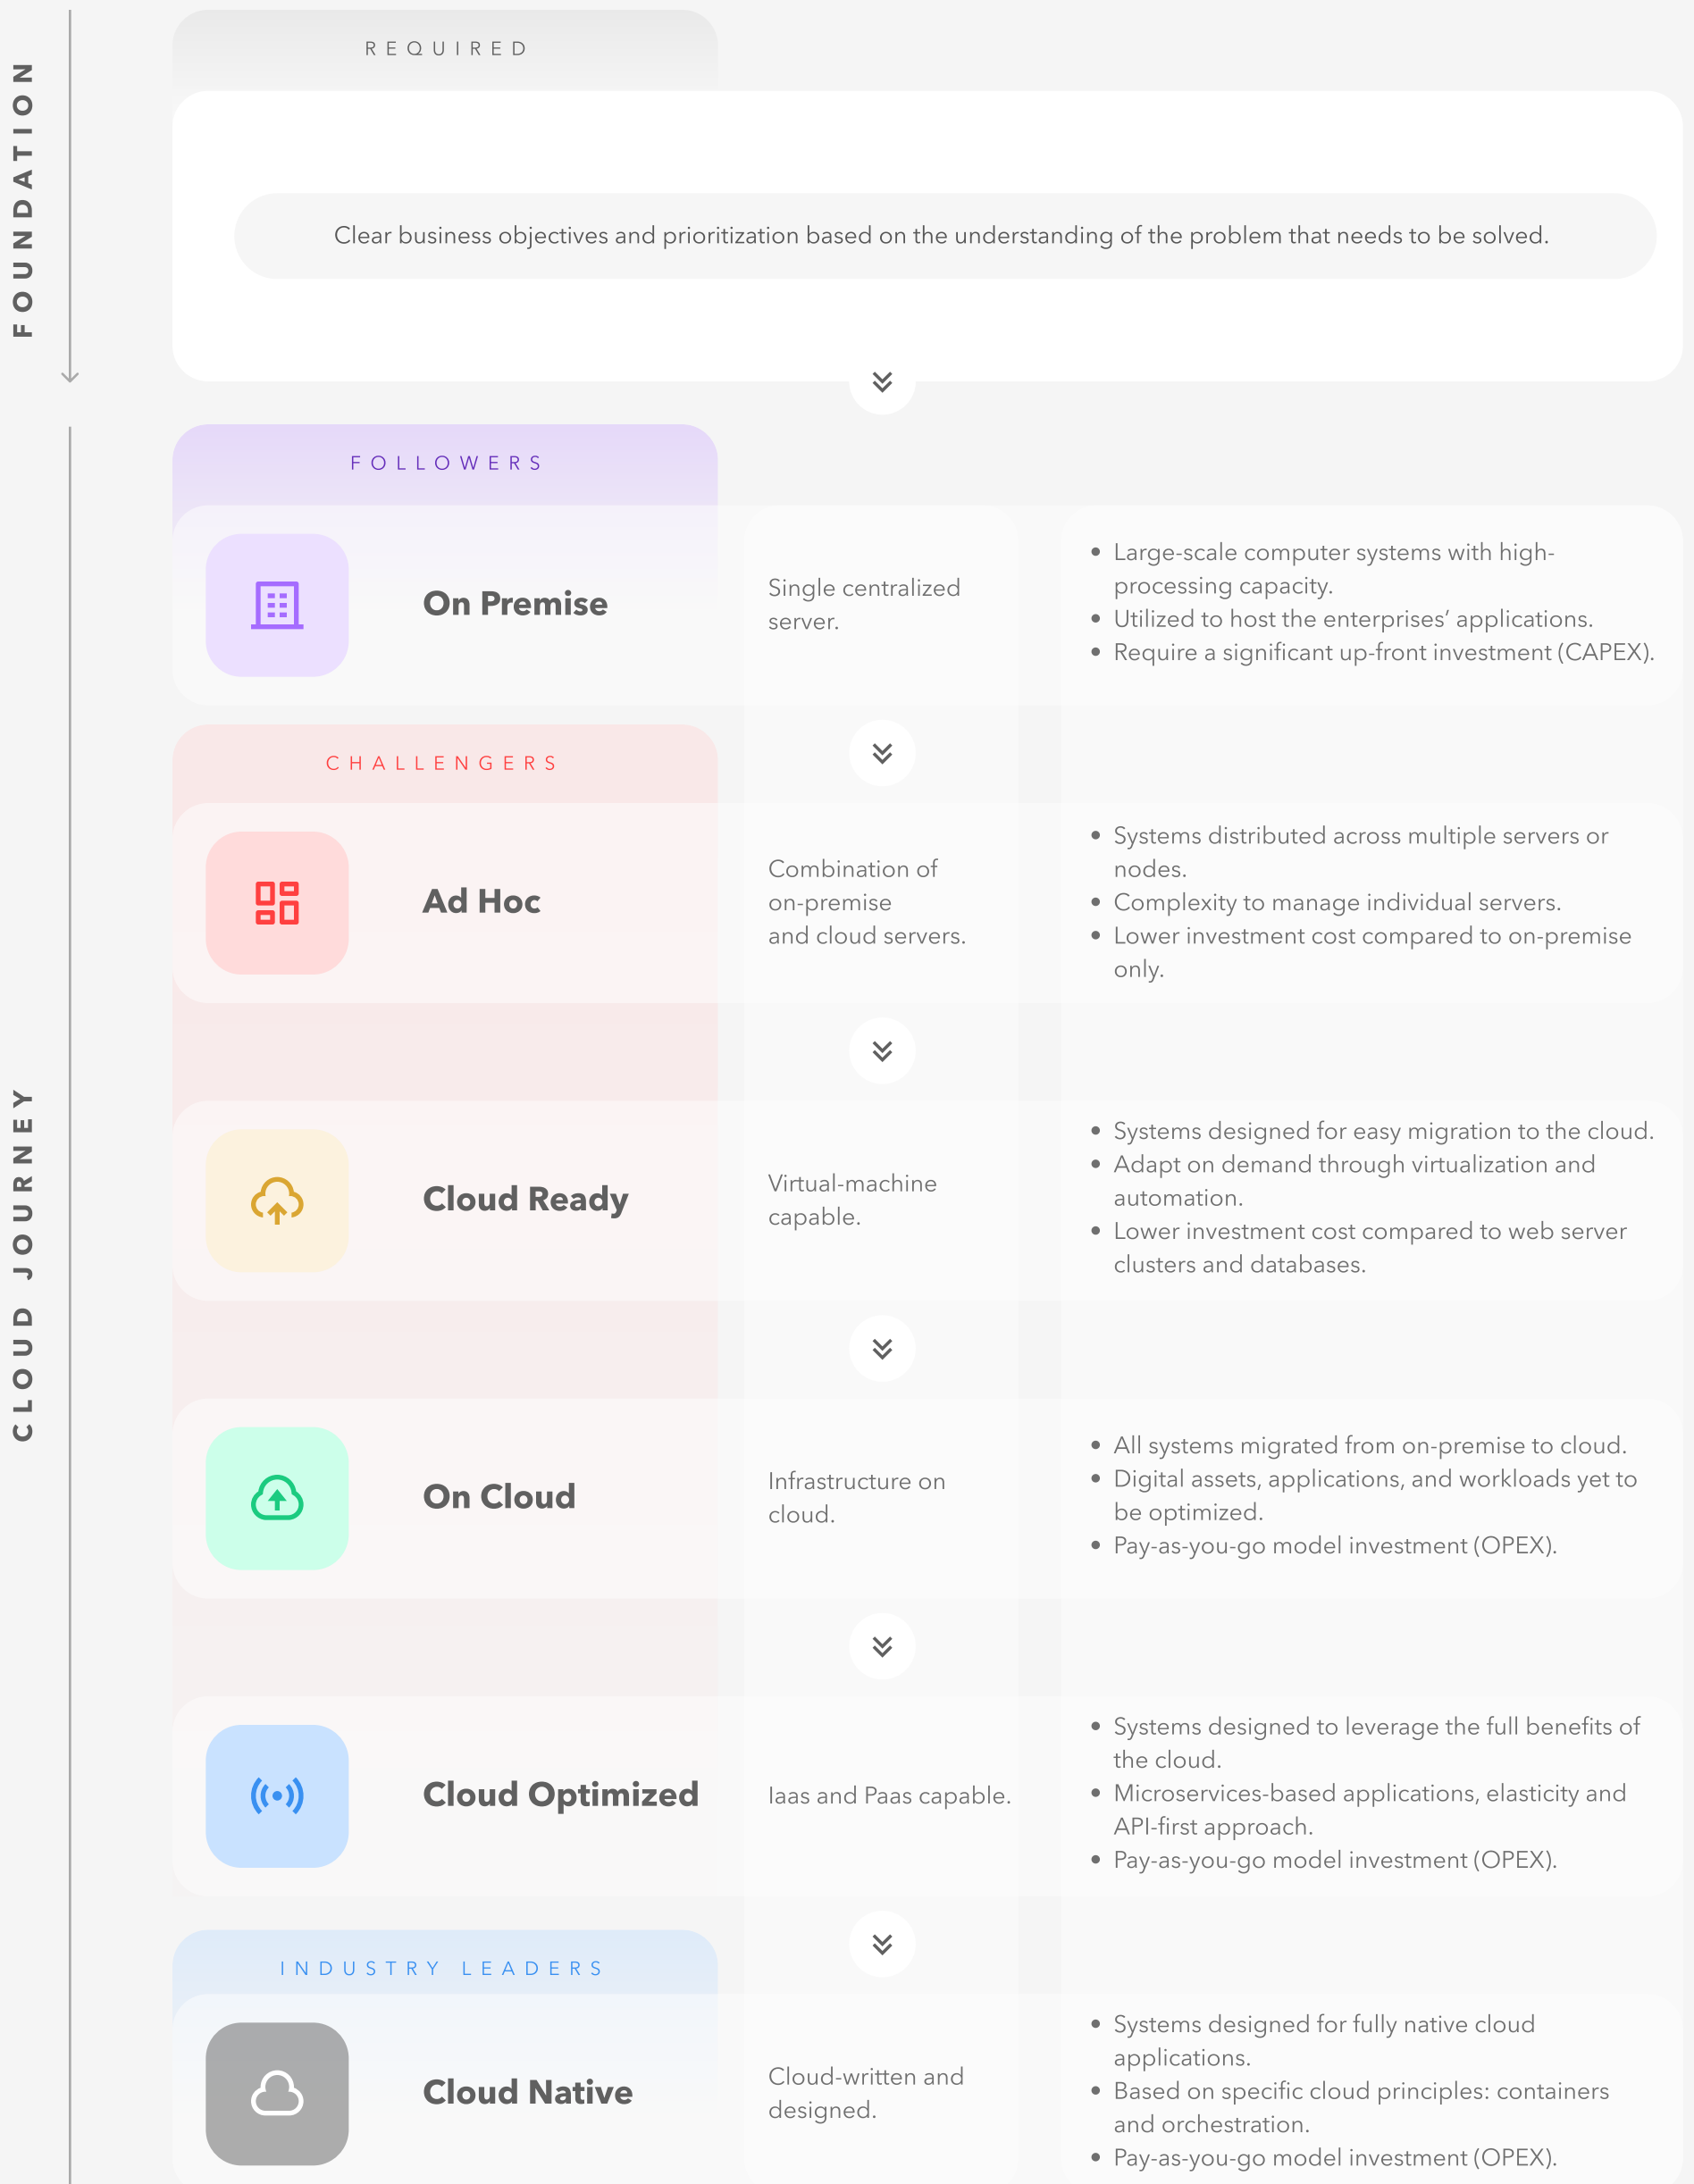 FOUNDATION
REQUIRED
Clear business objectives and prioritization based on the understanding of the problem that needs to be solved.
CLOUD JOURNEY
FOLLOWERS
On Premise
Single centralized
server.
• Large-scale computer systems with high-
processing capacity.
• Utilized to host the enterprises’ applications.
• Require a significant up-front investment (CAPEX).
CHALLENGERS
Ad Hoc
Combination of
on-premise
and cloud servers.
• Systems distributed across multiple servers or
nodes.
• Complexity to manage individual servers.
• Lower investment cost compared to on-premise
only.
Cloud Ready
Virtual-machine
capable.
• Systems designed for easy migration to the cloud.
• Adapt on demand through virtualization and
automation.
• Lower investment cost compared to web server
clusters and databases.
On Cloud
Infrastructure on
cloud.
• All systems migrated from on-premise to cloud.
• Digital assets, applications, and workloads yet to
be optimized.
• Pay-as-you-go model investment (OPEX).
Cloud Optimized
Iaas and Paas capable.
• Systems designed to leverage the full benefits of
the cloud.
• Microservices-based applications, elasticity and
API-first approach.
• Pay-as-you-go model investment (OPEX).
INDUSTRY LEADERS
Cloud Native
Cloud-written and
designed.
• Systems designed for fully native cloud
applications.
• Based on specific cloud principles: containers
and orchestration.
• Pay-as-you-go model investment (OPEX).